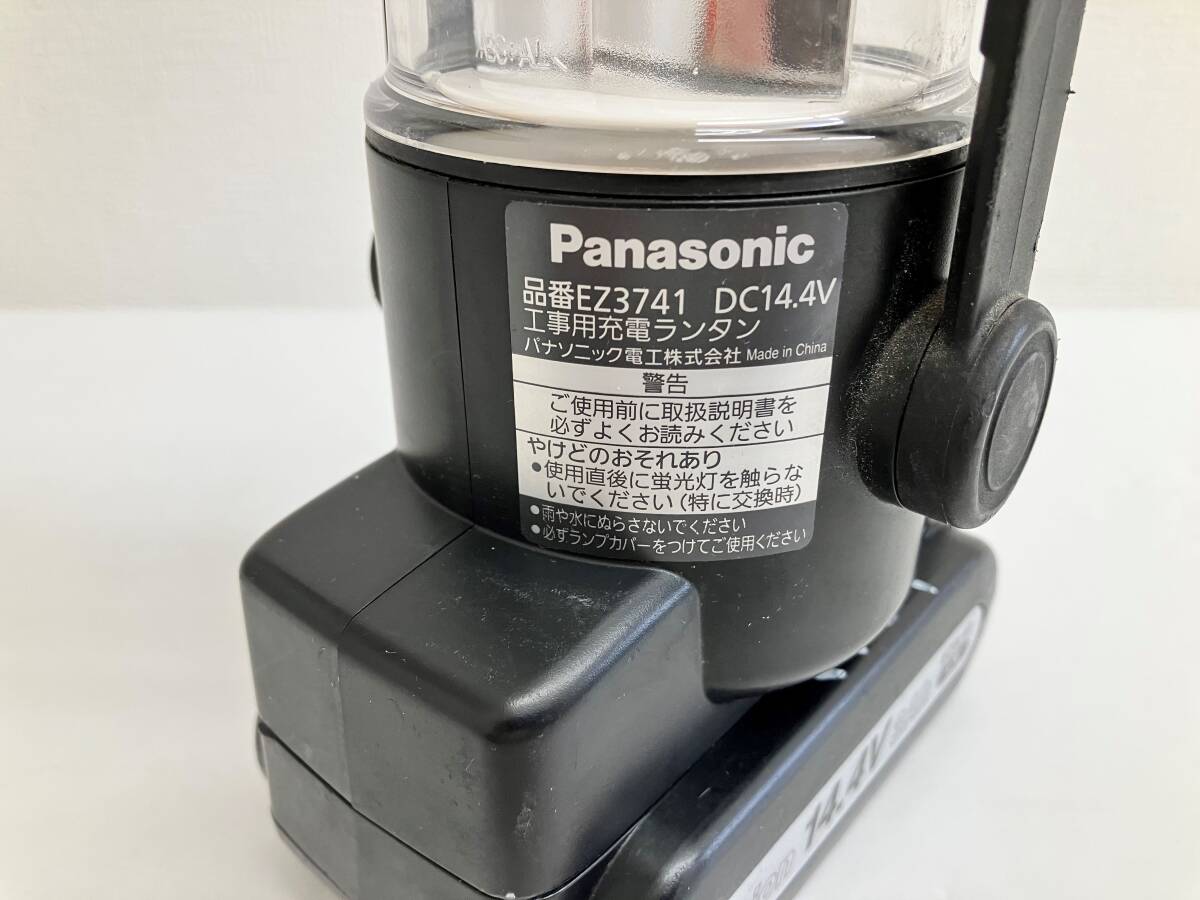 Panasonic
品番EZ3741 DC14.4V
工事用充電ランタン
パナソニック電工株式会社 Made in China
警告
ご使用前に取扱説明書を
必ずよくお読みください
やけどのおそれあり
•使用直後に蛍光灯を触らな
いでください(特に交換時)
•雨や水にぬらさないでください
•必ずランプカバーをつけてご使用ください
ion 14.4V